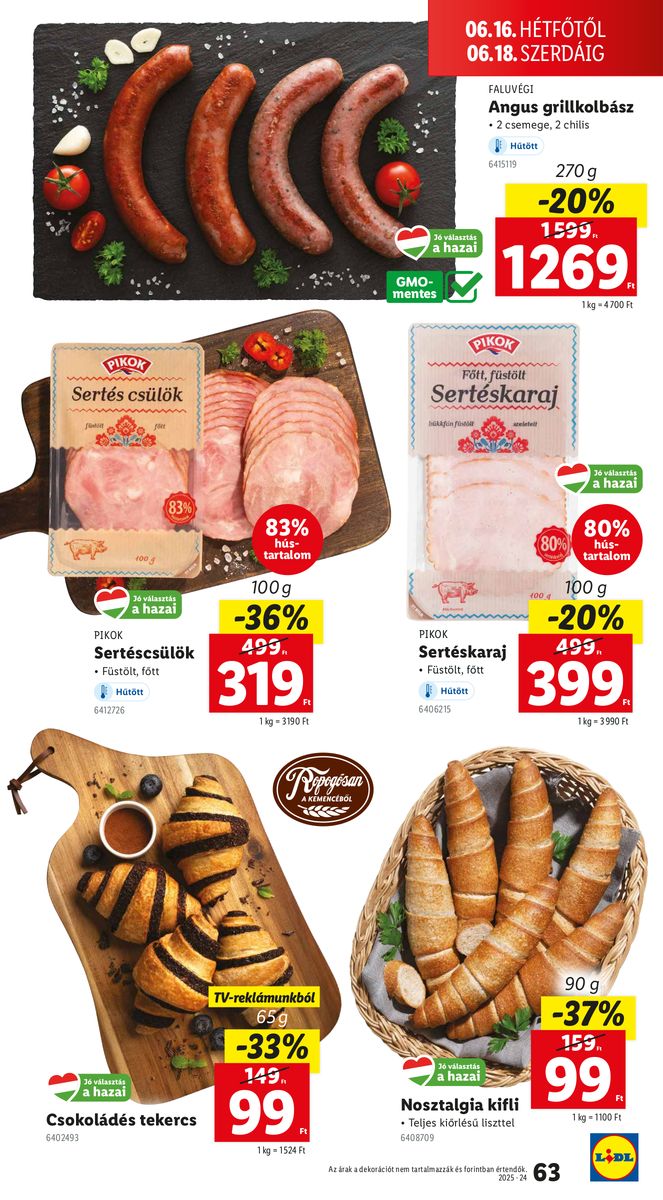 06.16. HÉTFŐTŐL
06.18. SZERDÁIG
FALUVÉGI
Angus grillkolbász
• 2 csemege, 2 chilis
Hűtött
6415119
270 g
-20%
1599 Ft
1269 Ft
1 kg = 4700 Ft
Jó választás
a hazai
GMO-
mentes
PIKOK
Sertés csülök
füstölt főtt
83%
100 g
83%
hús-
tartalom
Jó választás
a hazai
100 g
-36%
499 Ft
319 Ft
1 kg = 3190 Ft
PIKOK
Sertéscsülök
• Füstölt, főtt
Hűtött
6412726
PIKOK
Főtt, füstölt
Sertéskaraj
bükkfán füstölt szeletelt
80%
100 g
Jó választás
a hazai
80%
hús-
tartalom
100 g
-20%
499 Ft
399 Ft
1 kg = 3990 Ft
PIKOK
Sertéskaraj
• Füstölt, főtt
Hűtött
6406215
Ropogósan
A KEMENCÉBŐL
TV-reklámunkból
65 g
-33%
149 Ft
99 Ft
1 kg = 1524 Ft
Jó választás
a hazai
Csokoládés tekercs
6402493
90 g
-37%
159 Ft
99 Ft
1 kg = 1100 Ft
Jó választás
a hazai
Nosztalgia kifli
• Teljes kiőrlésű liszttel
6408709
Az árak a dekorációt nem tartalmazzák és forintban értendők.
2025 - 24
63
LIDL